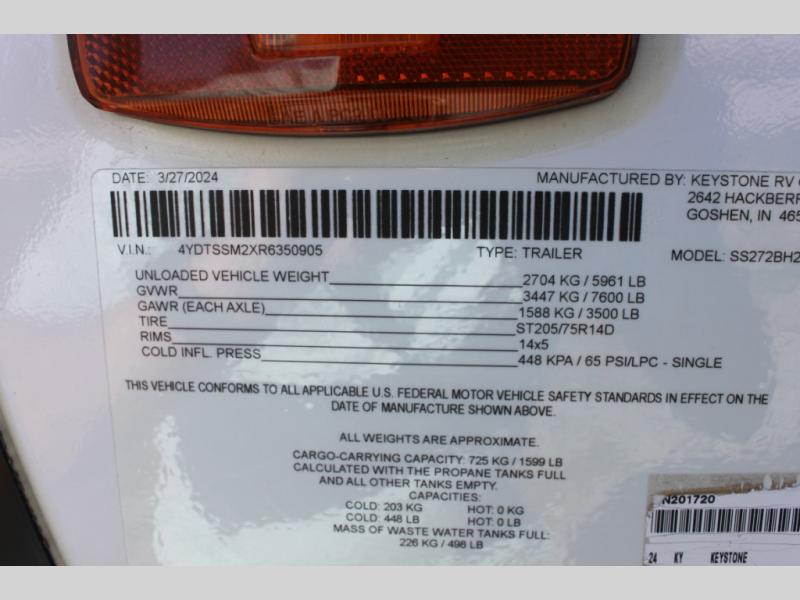 DATE: 3/27/2024
MANUFACTURED BY: KEYSTONE RV
2642 HACKBERR
GOSHEN, IN 465
V.I.N.: 4YDTSSM2XR6350905 TYPE: TRAILER MODEL: SS272BH2
UNLOADED VEHICLE WEIGHT 2704 KG / 5961 LB
GVWR 3447 KG / 7600 LB
GAWR (EACH AXLE) 1588 KG / 3500 LB
TIRE ST205/75R14D
RIMS 14x5
COLD INFL. PRESS 448 KPA / 65 PSI/LPC - SINGLE
THIS VEHICLE CONFORMS TO ALL APPLICABLE U.S. FEDERAL MOTOR VEHICLE SAFETY STANDARDS IN EFFECT ON THE
DATE OF MANUFACTURE SHOWN ABOVE.
ALL WEIGHTS ARE APPROXIMATE.
CARGO-CARRYING CAPACITY: 725 KG / 1599 LB
CALCULATED WITH THE PROPANE TANKS FULL
AND ALL OTHER TANKS EMPTY.
CAPACITIES:
COLD: 203 KG HOT: 0 KG
COLD: 448 LB HOT: 0 LB
MASS OF WASTE WATER TANKS FULL:
226 KG / 498 LB
N201720
24 KY KEYSTONE